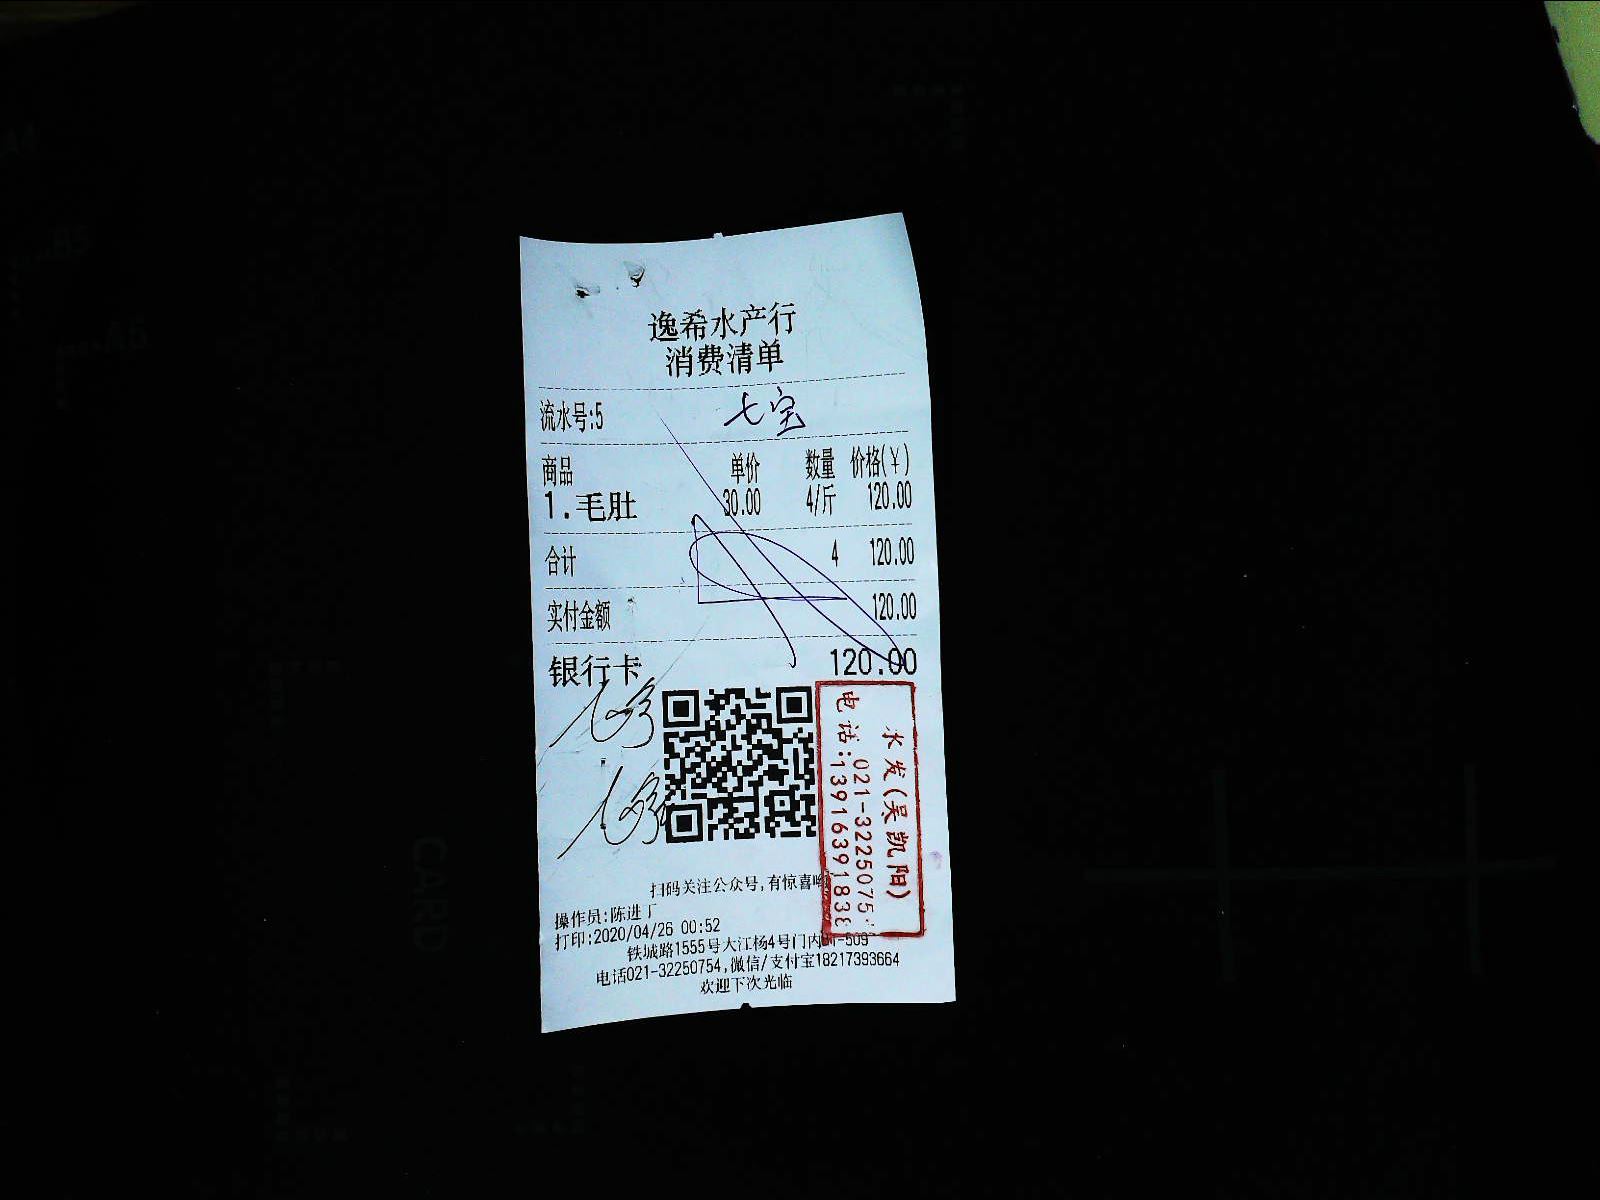 逸希水产行
消费清单
流水号:5 七宝
商品 单价 数量 价格(¥)
1.毛肚 30.00 4/斤 120.00
合计 4 120.00
实付金额 120.00
银行卡 120.00
水发(吴凯阳)
电话:021-32250754
13916391838
扫码关注公众号,有惊喜
操作员:陈进厂
打印:2020/04/26 00:52
铁城路1555号大江杨4号门内 -509
电话021-32250754,微信/支付宝18217393664
欢迎下次光临
CARD